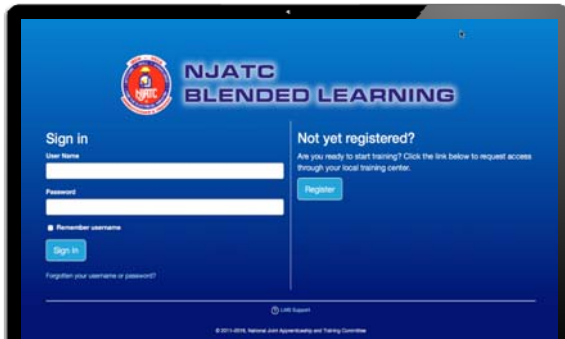 NJATC
NJATC
BLENDED LEARNING
Sign in
User Name
Password
Remember username
Sign in
Forgotten your username or password?
Not yet registered?
Are you ready to start training? Click the link below to request access
through your local training center.
Register
LMS Support
© 2011-2016, National Joint Apprenticeship and Training Committee